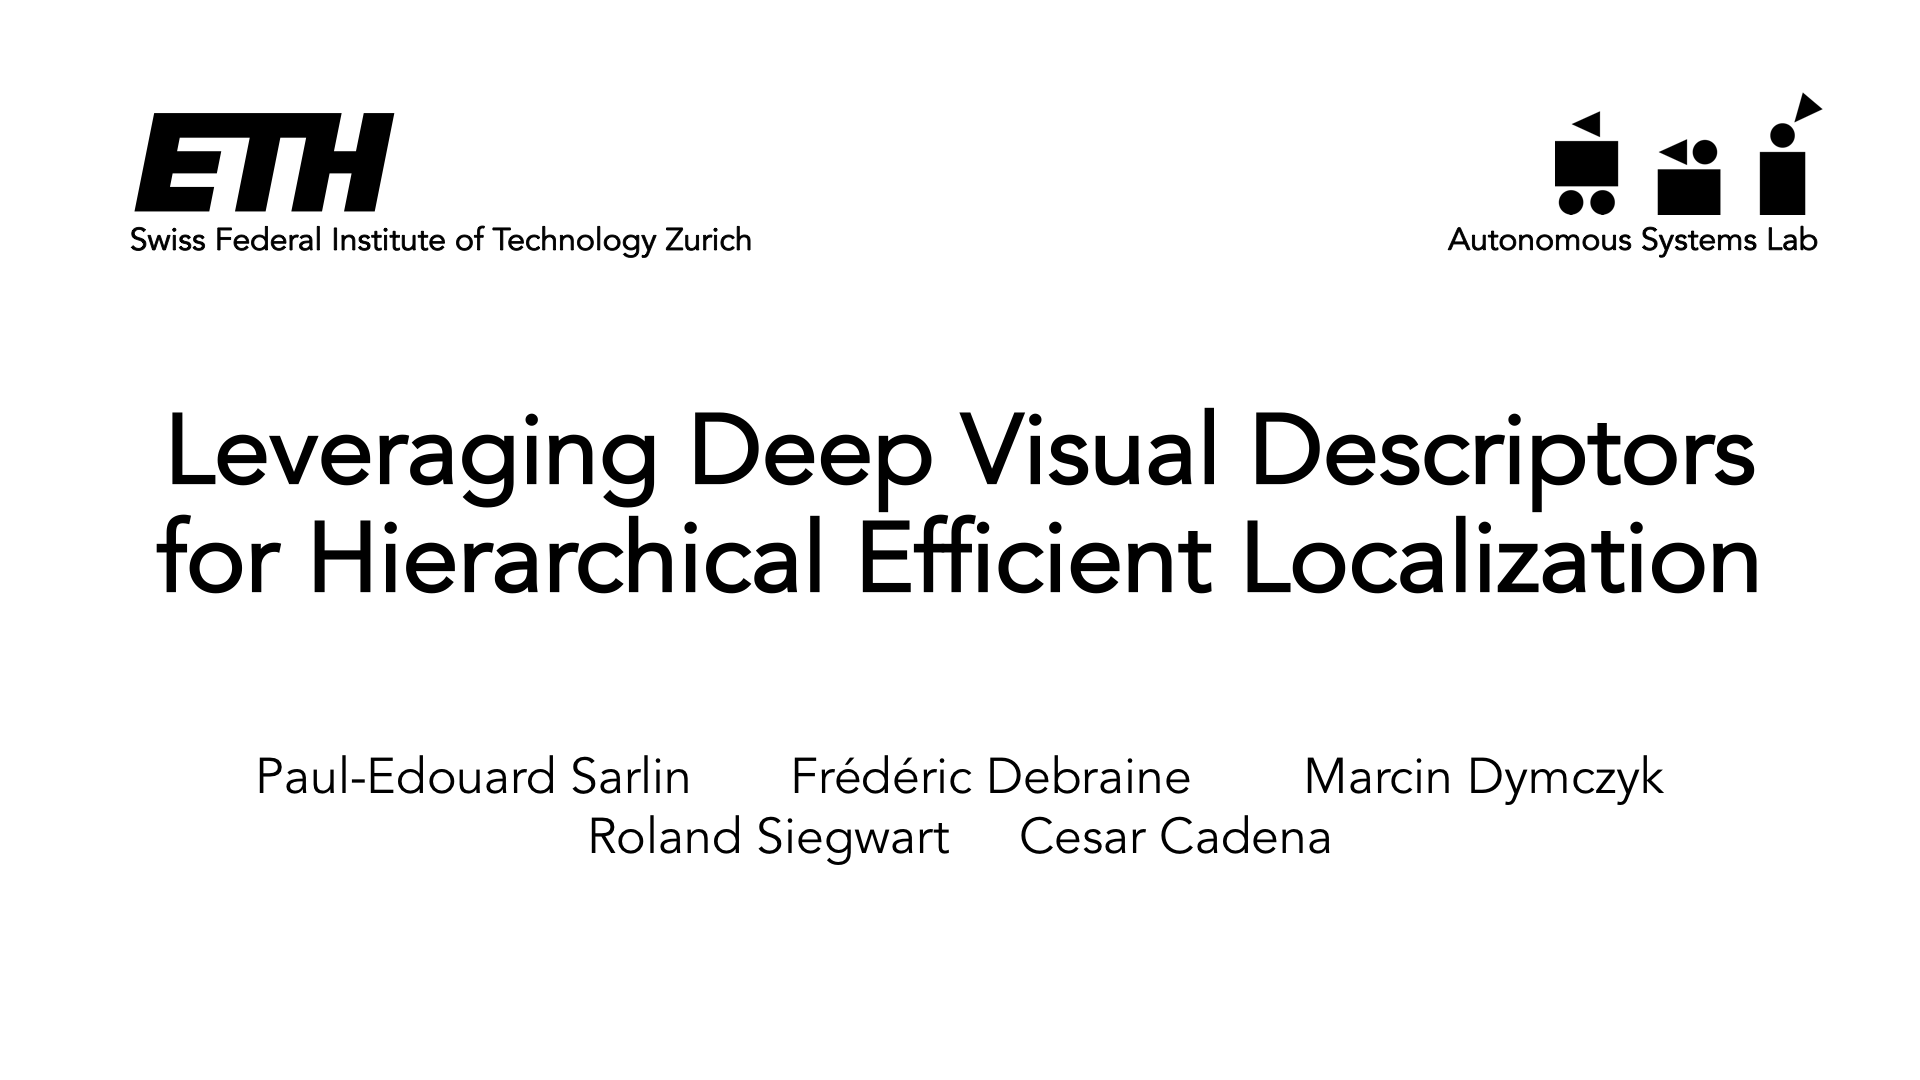 ETH
Swiss Federal Institute of Technology Zurich
Autonomous Systems Lab
Leveraging Deep Visual Descriptors
for Hierarchical Efficient Localization
Paul-Edouard Sarlin Frédéric Debraine Marcin Dymczyk
Roland Siegwart Cesar Cadena